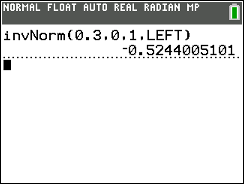 NORMAL FLOAT AUTO REAL RADIAN MP
invNorm(0.3,0,1,LEFT)
-0.5244005101